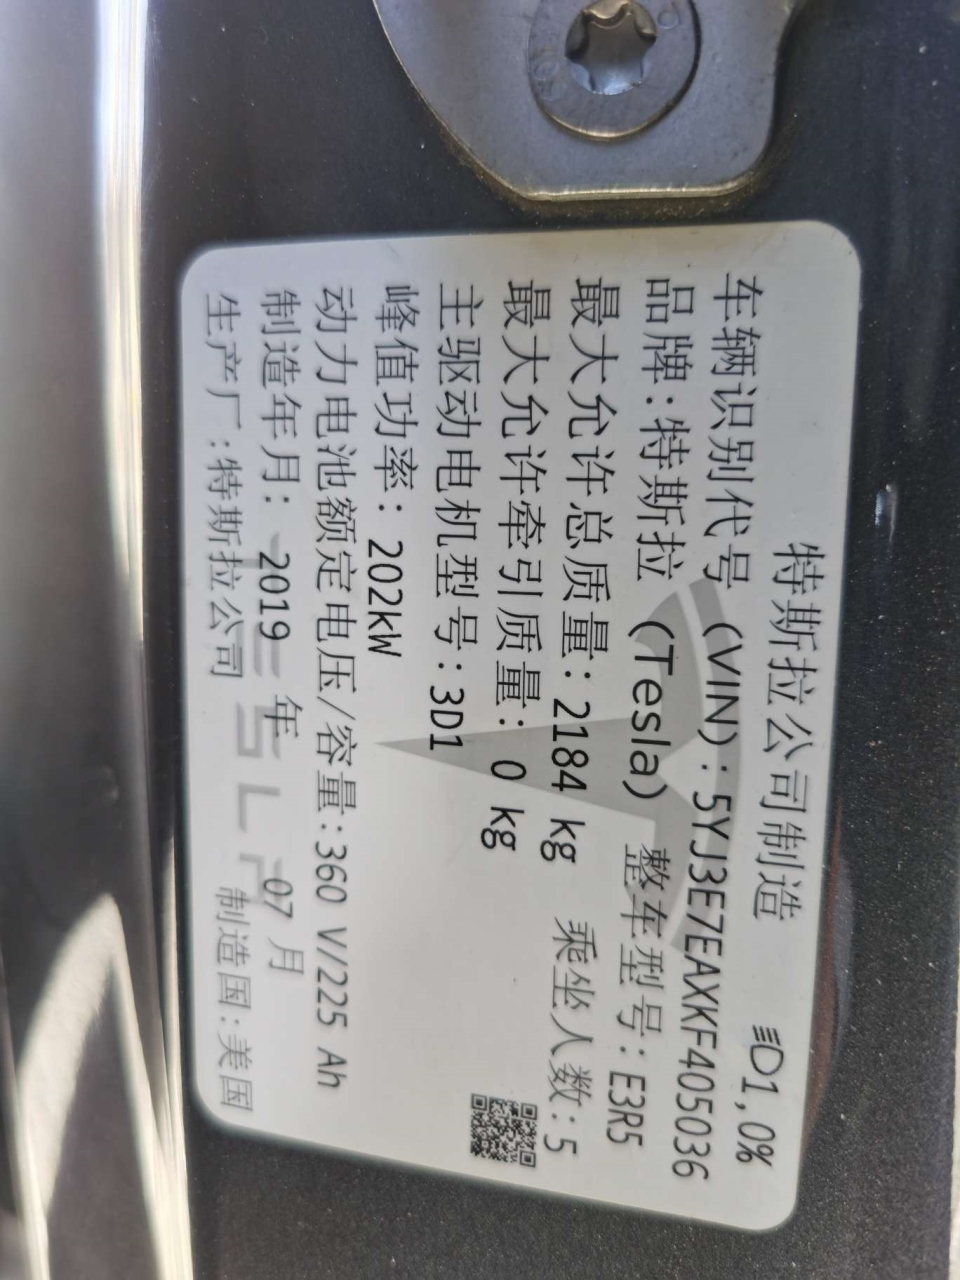 特斯拉公司制造 1,0%
车辆识别代号 (VIN): 5YJ3E7EAXKF405036
品牌:特斯拉 (Tesla) 整车型号:E3R5
最大允许总质量: 2184 kg 乘坐人数: 5
最大允许牵引质量: 0 kg
主驱动电机型号:3D1
峰值功率: 202kW
动力电池额定电压/容量:360 V/225 Ah
制造年月: 2019 年 07 月
生产厂:特斯拉公司 制造国:美国
TESLA